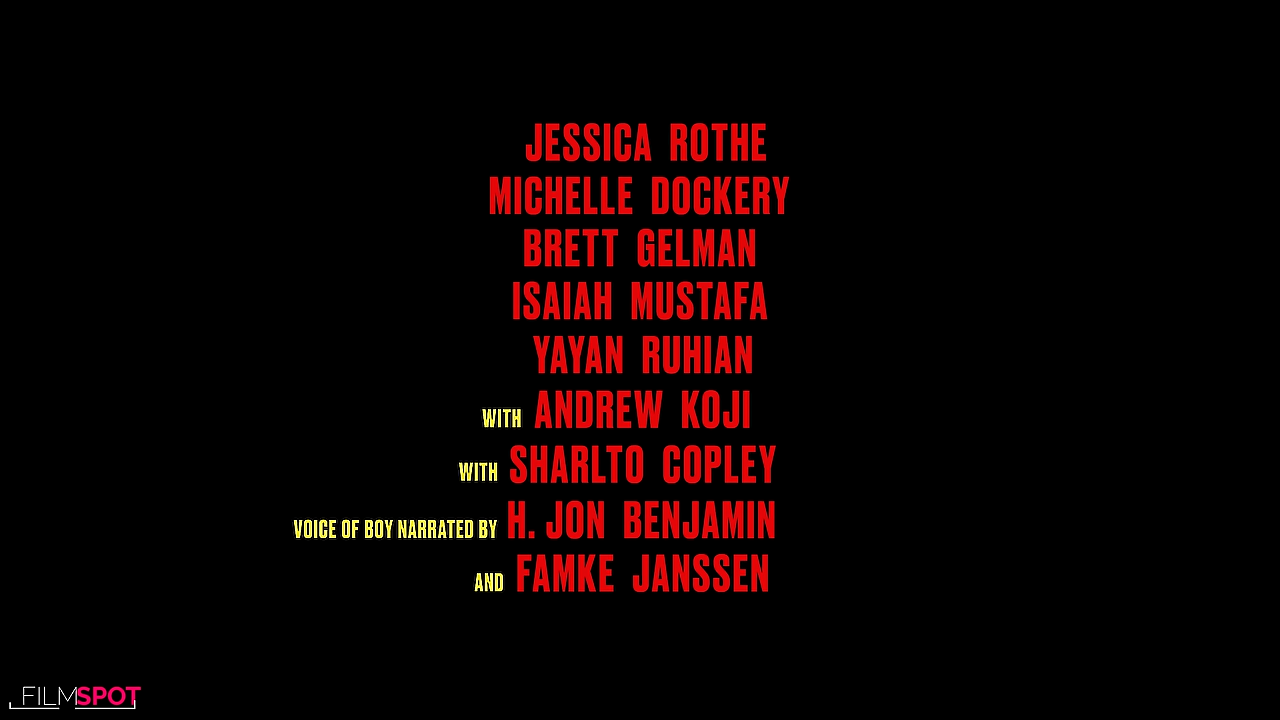 JESSICA ROTHE
MICHELLE DOCKERY
BRETT GELMAN
ISAIAH MUSTAFA
YAYAN RUHIAN
WITH ANDREW KOJI
WITH SHARLTO COPLEY
VOICE OF BOY NARRATED BY H. JON BENJAMIN
AND FAMKE JANSSEN
FILMSPOT